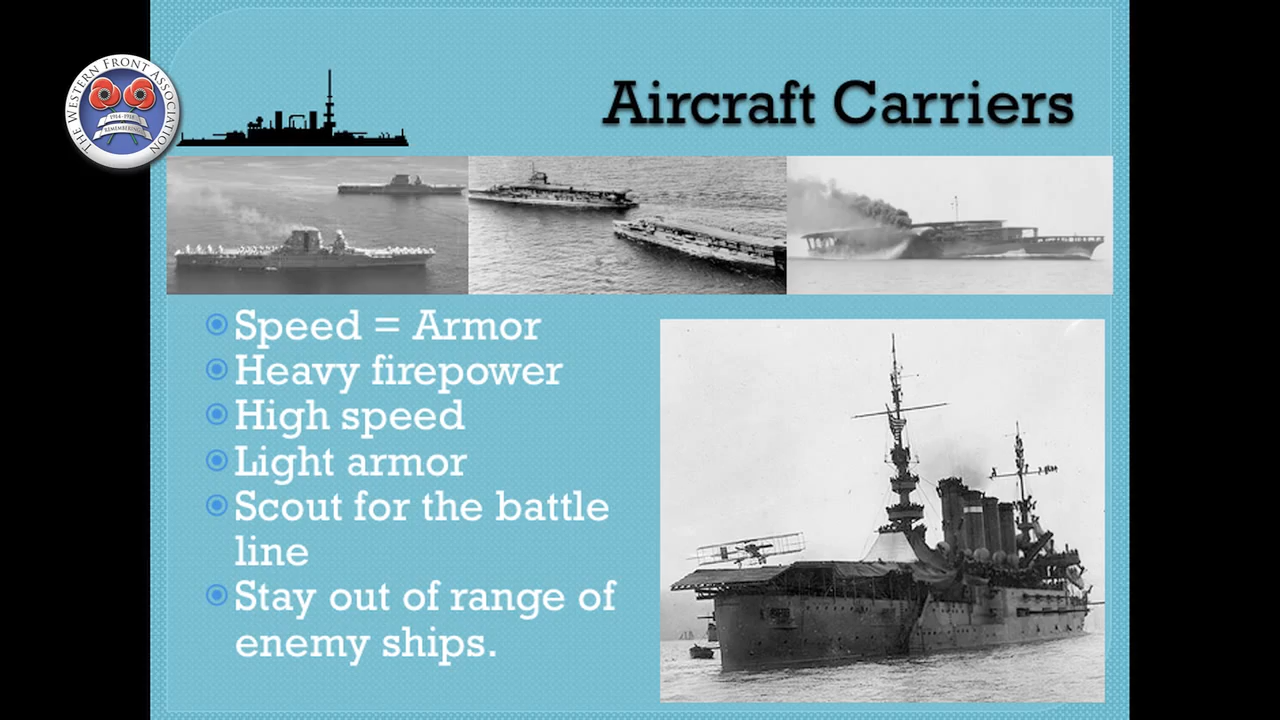 THE WESTERN FRONT ASSOCIATION
1914-1918
REMEMBERING
Aircraft Carriers
Speed = Armor
Heavy firepower
High speed
Light armor
Scout for the battle
line
Stay out of range of
enemy ships.